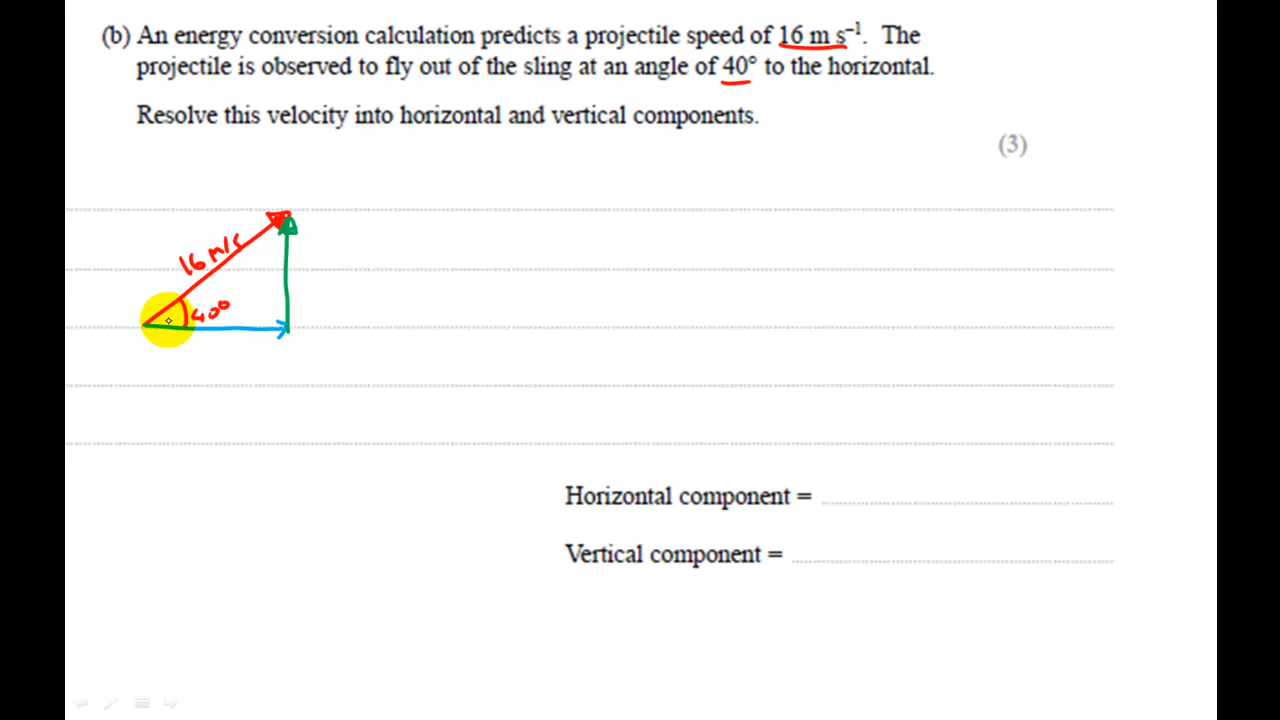 (b) An energy conversion calculation predicts a projectile speed of 16 m s⁻¹. The
projectile is observed to fly out of the sling at an angle of 40° to the horizontal.
Resolve this velocity into horizontal and vertical components.
(3)
16 m/s
40°
Horizontal component =
Vertical component =